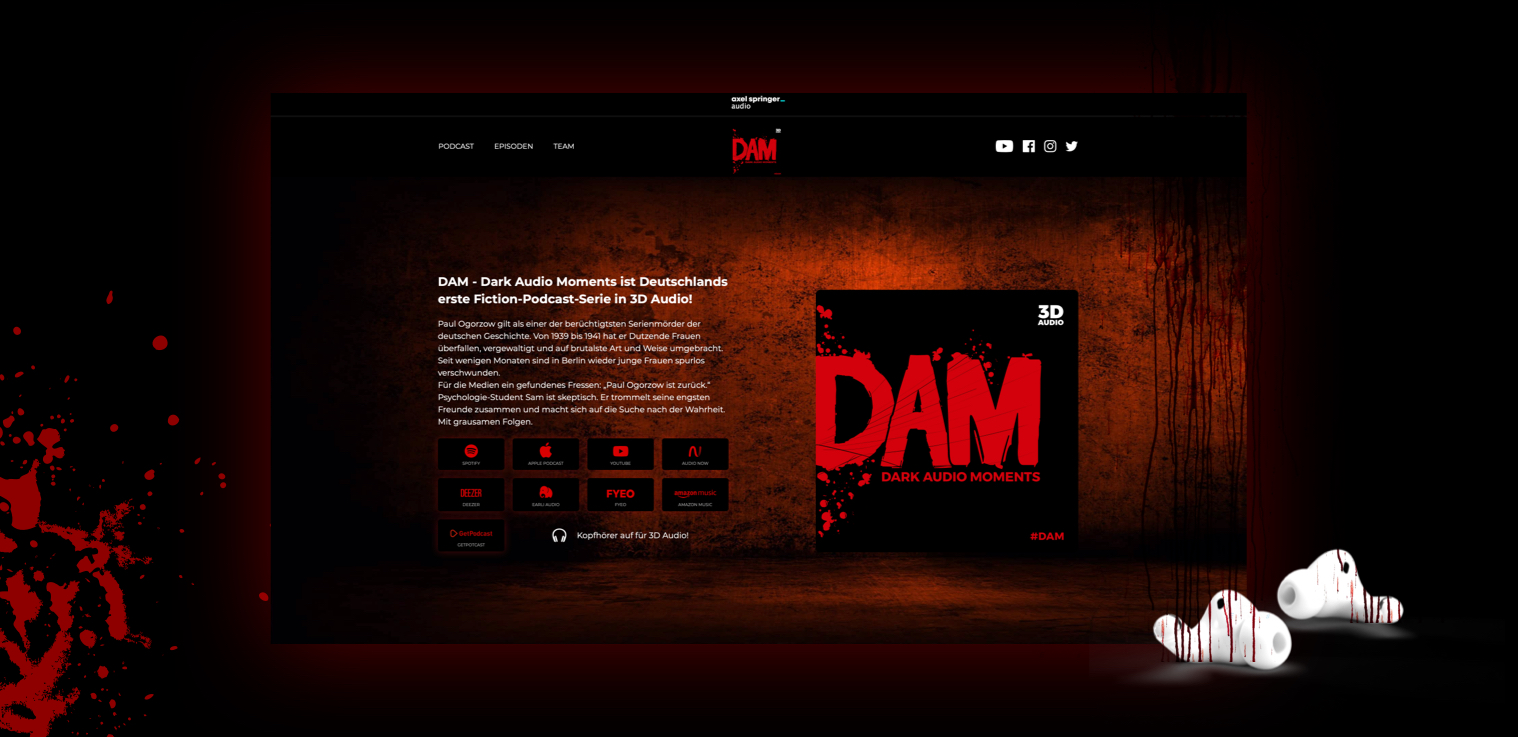 axel springer_
audio
PODCAST EPISODEN TEAM
DAM
DAM - Dark Audio Moments ist Deutschlands
erste Fiction-Podcast-Serie in 3D Audio!
Paul Ogorzow gilt als einer der berüchtigtsten Serienmörder der
deutschen Geschichte. Von 1939 bis 1941 hat er Dutzende Frauen
überfallen, vergewaltigt und auf brutalste Art und Weise umgebracht.
Seit wenigen Monaten sind in Berlin wieder junge Frauen spurlos
verschwunden.
Für die Medien ein gefundenes Fressen: „Paul Ogorzow ist zurück.“
Psychologie-Student Sam ist skeptisch. Er trommelt seine engsten
Freunde zusammen und macht sich auf die Suche nach der Wahrheit.
Mit grausamen Folgen.
SPOTIFY APPLE PODCAST YOUTUBE AUDIO NOW
DEEZER FYEO amazon music
DEEZER EARLI AUDIO FYEO AMAZON MUSIC
GetPodcast
GETPOTCAST
Kopfhörer auf für 3D Audio!
3D
AUDIO
DAM
DARK AUDIO MOMENTS
#DAM